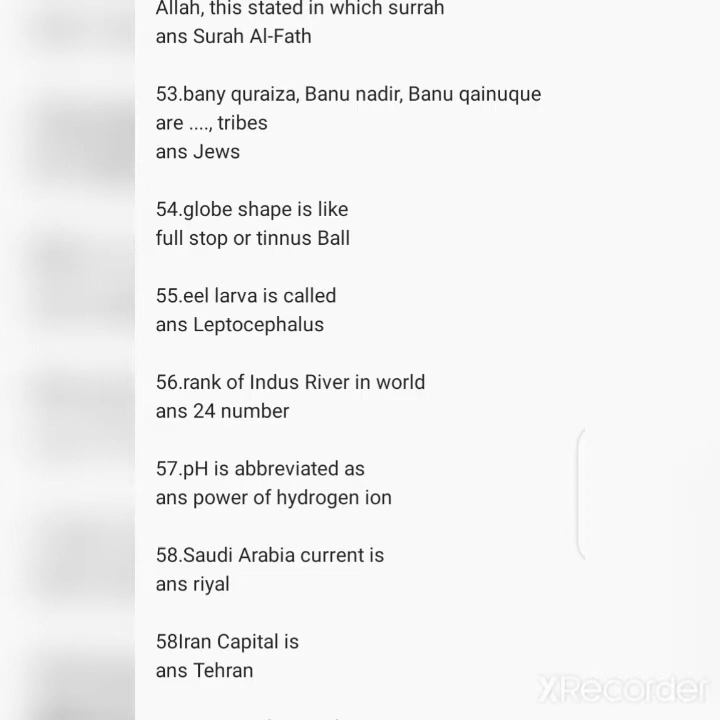 Allah, this stated in which surrah
ans Surah Al-Fath
53.bany quraiza, Banu nadir, Banu qainuque
are ...., tribes
ans Jews
54.globe shape is like
full stop or tinnus Ball
55.eel larva is called
ans Leptocephalus
56.rank of Indus River in world
ans 24 number
57.pH is abbreviated as
ans power of hydrogen ion
58.Saudi Arabia current is
ans riyal
58Iran Capital is
ans Tehran
XRecorder